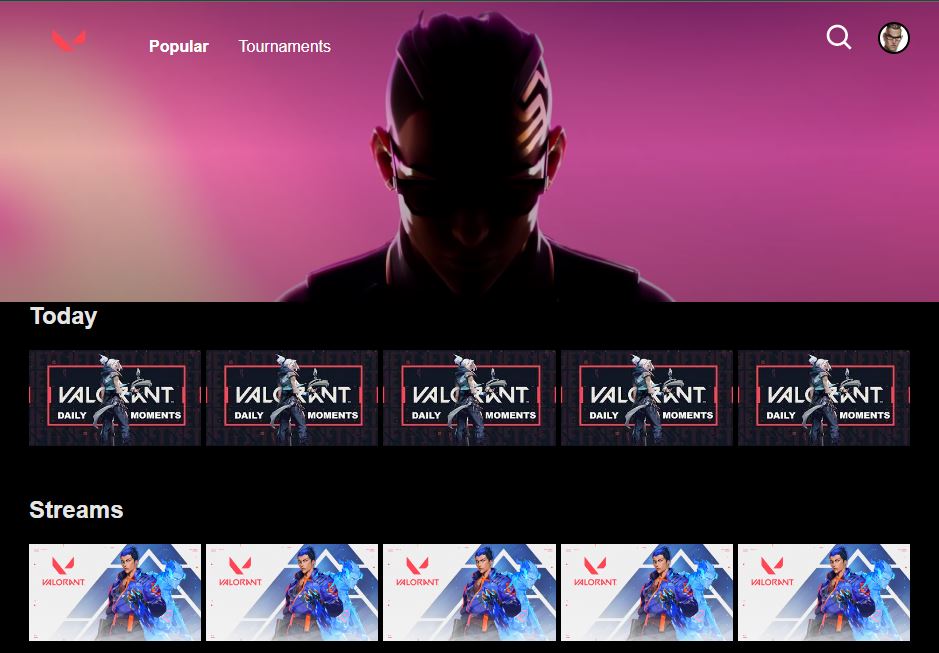 Popular Tournaments
Today
VALORANT VALORANT VALORANT VALORANT VALORANT
DAILY MOMENTS DAILY MOMENTS DAILY MOMENTS DAILY MOMENTS DAILY MOMENTS
Streams
VALORANT VALORANT VALORANT VALORANT VALORANT